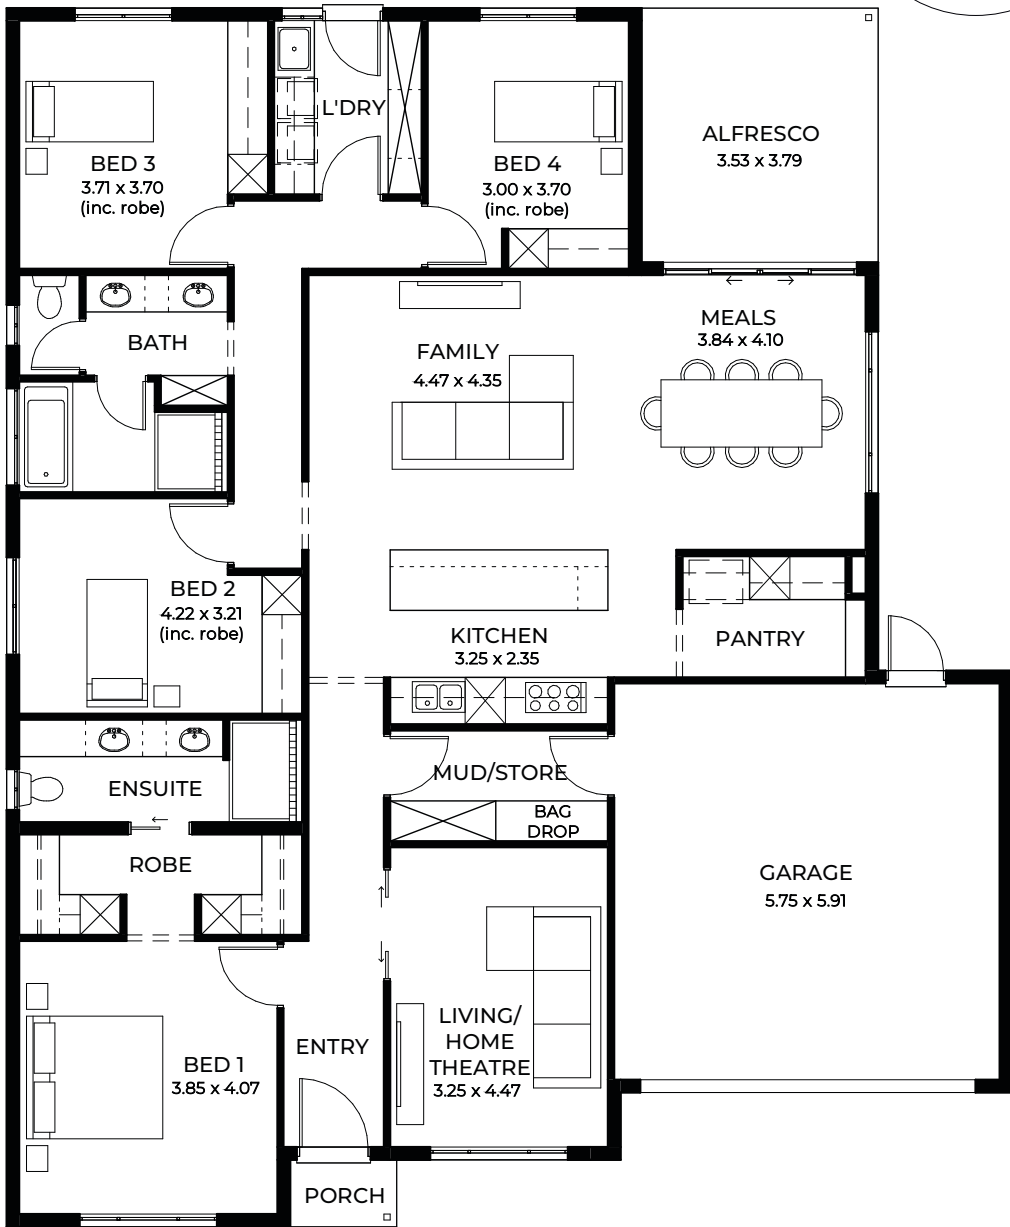 L'DRY
BED 3
3.71 x 3.70
(inc. robe)
BED 4
3.00 x 3.70
(inc. robe)
ALFRESCO
3.53 x 3.79
BATH
FAMILY
4.47 x 4.35
MEALS
3.84 x 4.10
BED 2
4.22 x 3.21
(inc. robe)
KITCHEN
3.25 x 2.35
PANTRY
ENSUITE
MUD/STORE
BAG
DROP
ROBE
GARAGE
5.75 x 5.91
BED 1
3.85 x 4.07
ENTRY
LIVING/
HOME
THEATRE
3.25 x 4.47
PORCH